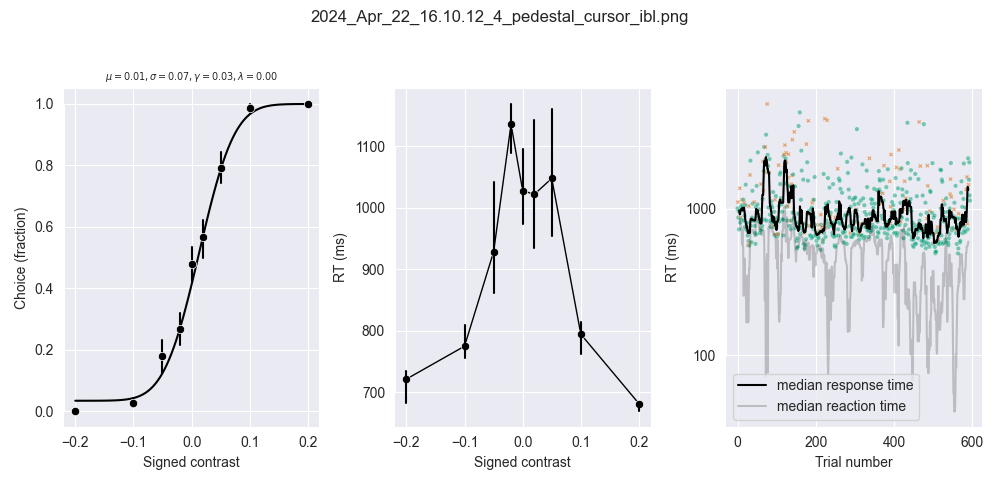 2024_Apr_22_16.10.12_4_pedestal_cursor_ibl.png
μ = 0.01, σ = 0.07, γ = 0.03, λ = 0.00
Choice (fraction)
1.0
0.8
0.6
0.4
0.2
0.0
−0.2 −0.1 0.0 0.1 0.2
Signed contrast
RT (ms)
1100
1000
900
800
700
−0.2 −0.1 0.0 0.1 0.2
Signed contrast
RT (ms)
1000
100
median response time
median reaction time
0 200 400 600
Trial number